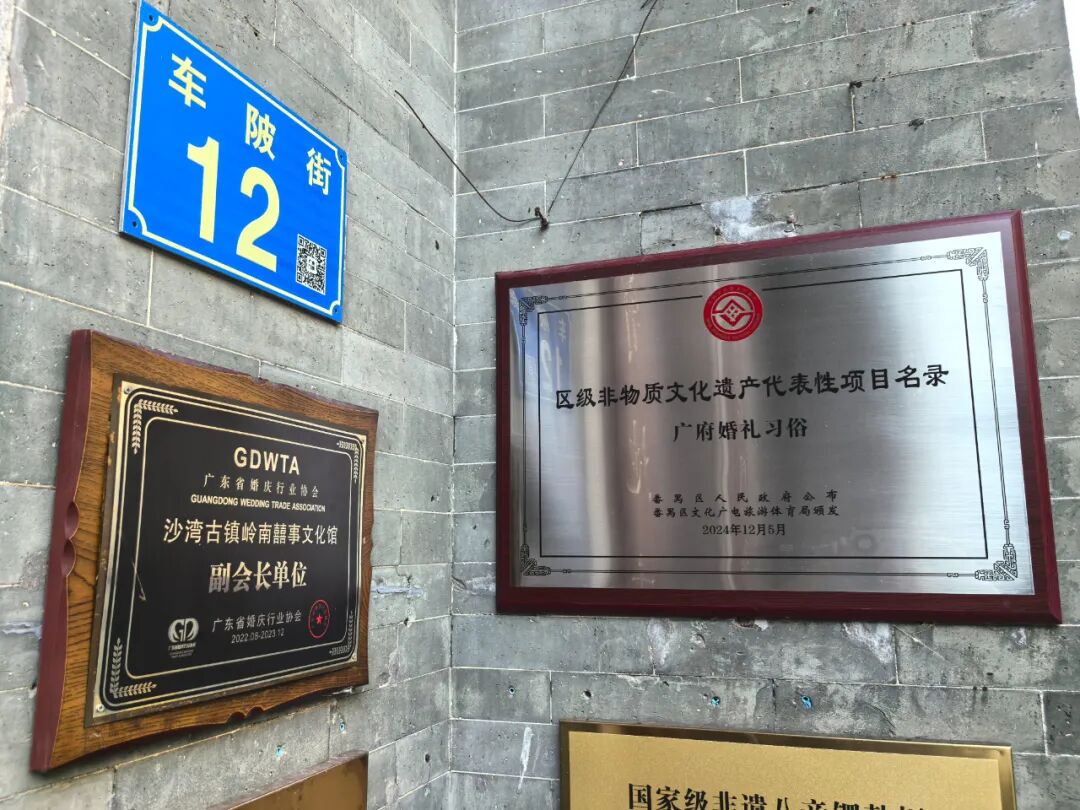 车陂街
12
GDWTA
广东省婚庆行业协会
GUANGDONG WEDDING TRADE ASSOCIATION
沙湾古镇岭南囍事文化馆
副会长单位
广东省婚庆行业协会
2022.08-2023.12
区级非物质文化遗产代表性项目名录
广府婚礼习俗
番禺区人民政府公布
番禺区文化广电旅游体育局颁发
2024年12月5月
国家级非遗八音锣鼓